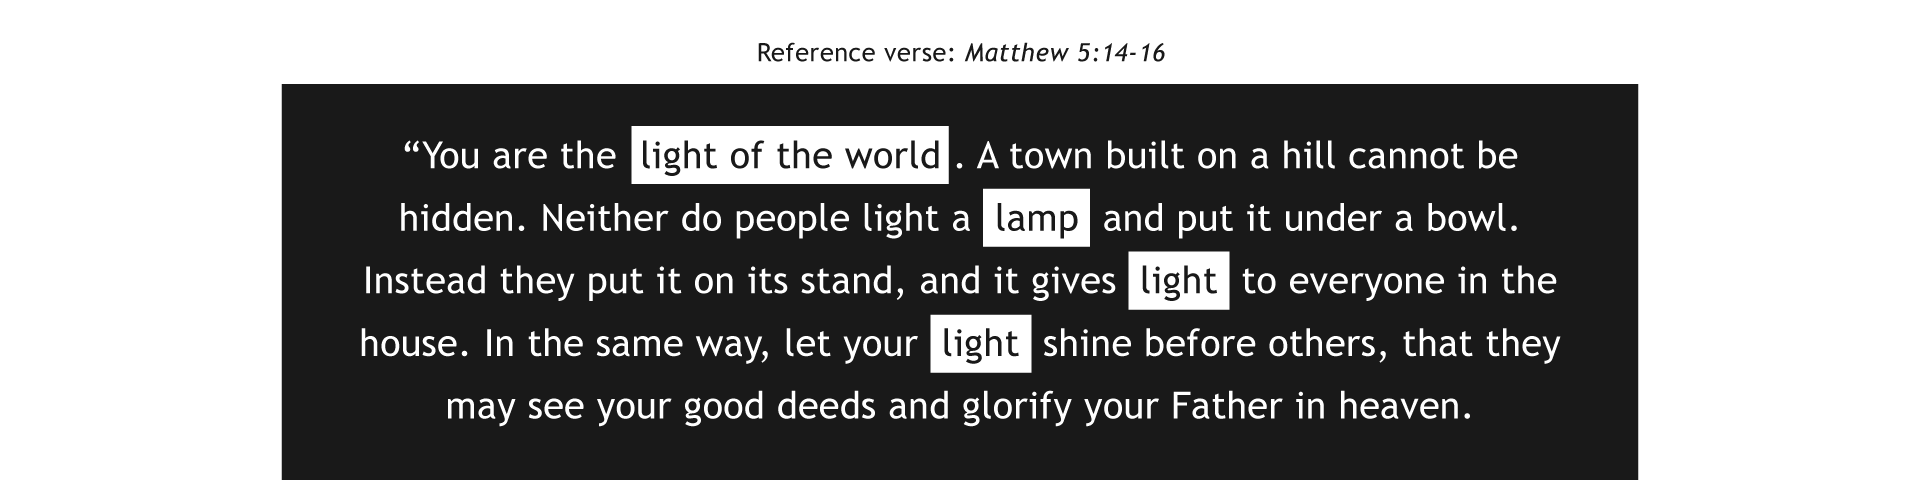 Reference verse: Matthew 5:14-16
“You are the light of the world . A town built on a hill cannot be
hidden. Neither do people light a lamp and put it under a bowl.
Instead they put it on its stand, and it gives light to everyone in the
house. In the same way, let your light shine before others, that they
may see your good deeds and glorify your Father in heaven.